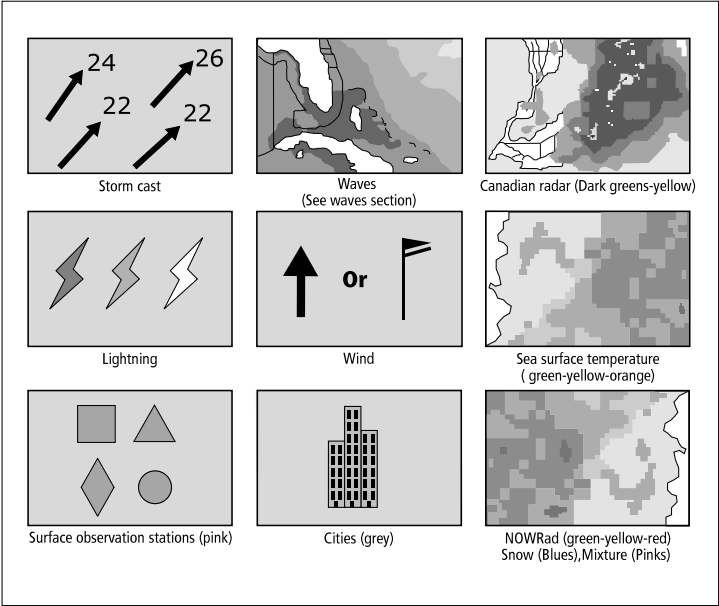 24
26
22
22
Storm cast
Waves
(See waves section)
Canadian radar (Dark greens-yellow)
Or
Lightning
Wind
Sea surface temperature
( green-yellow-orange)
Surface observation stations (pink)
Cities (grey)
NOWRad (green-yellow-red)
Snow (Blues),Mixture (Pinks)